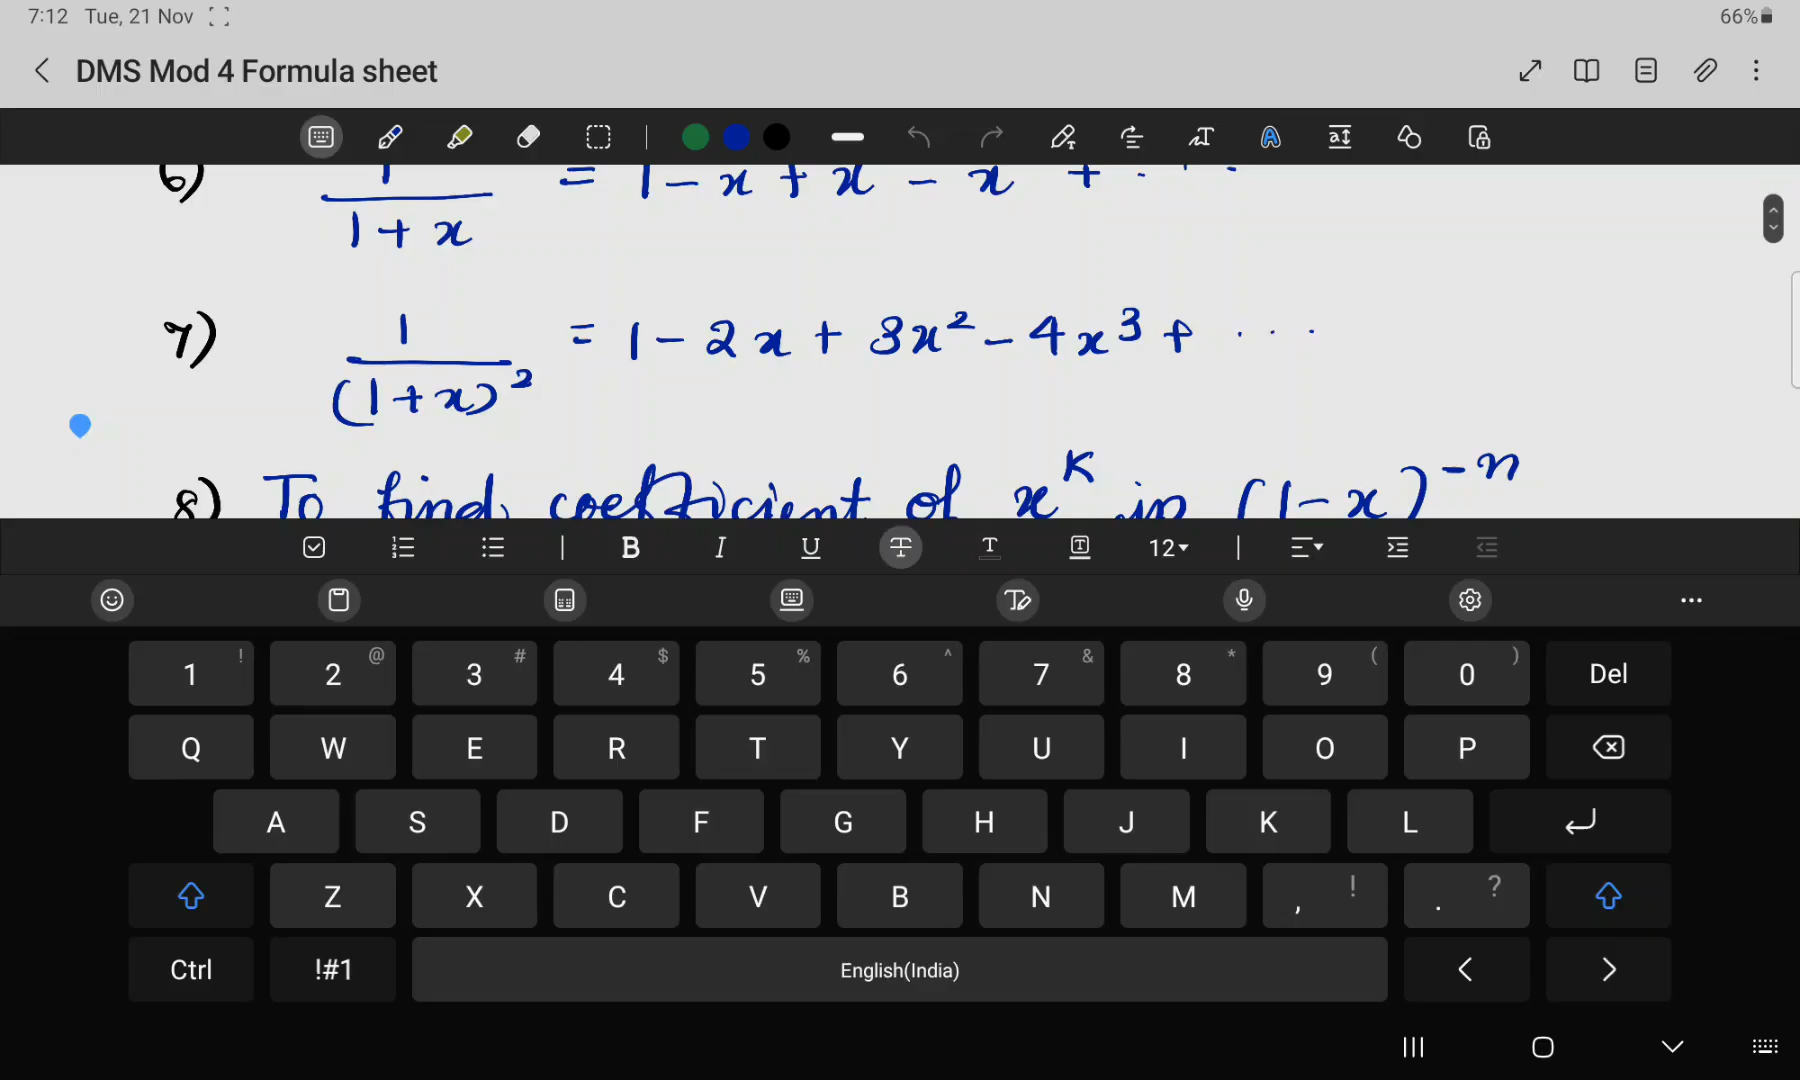 7:12 Tue, 21 Nov 66%
DMS Mod 4 Formula sheet
6) 1/(1+x) = 1 - x + x - x + ...
7) 1/(1+x)² = 1 - 2x + 3x² - 4x³ + ...
8) To find coefficient of x^K in (1-x)^-n
B I U T T T 12
1 ! 2 @ 3 # 4 $ 5 % 6 ^ 7 & 8 * 9 ( 0 ) Del
Q W E R T Y U I O P
A S D F G H J K L
Z X C V B N M , ! . ?
Ctrl !#1 English(India) < >